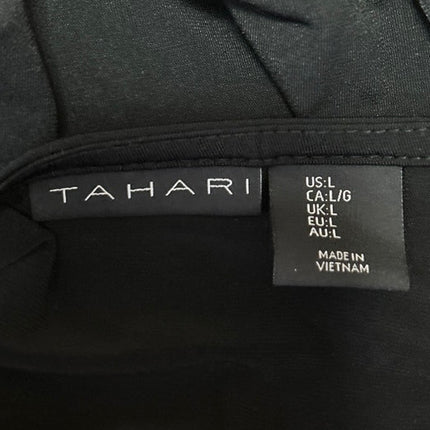 TAHARI
US:L
CA:L/G
UK:L
EU:L
AU:L
MADE IN
VIETNAM